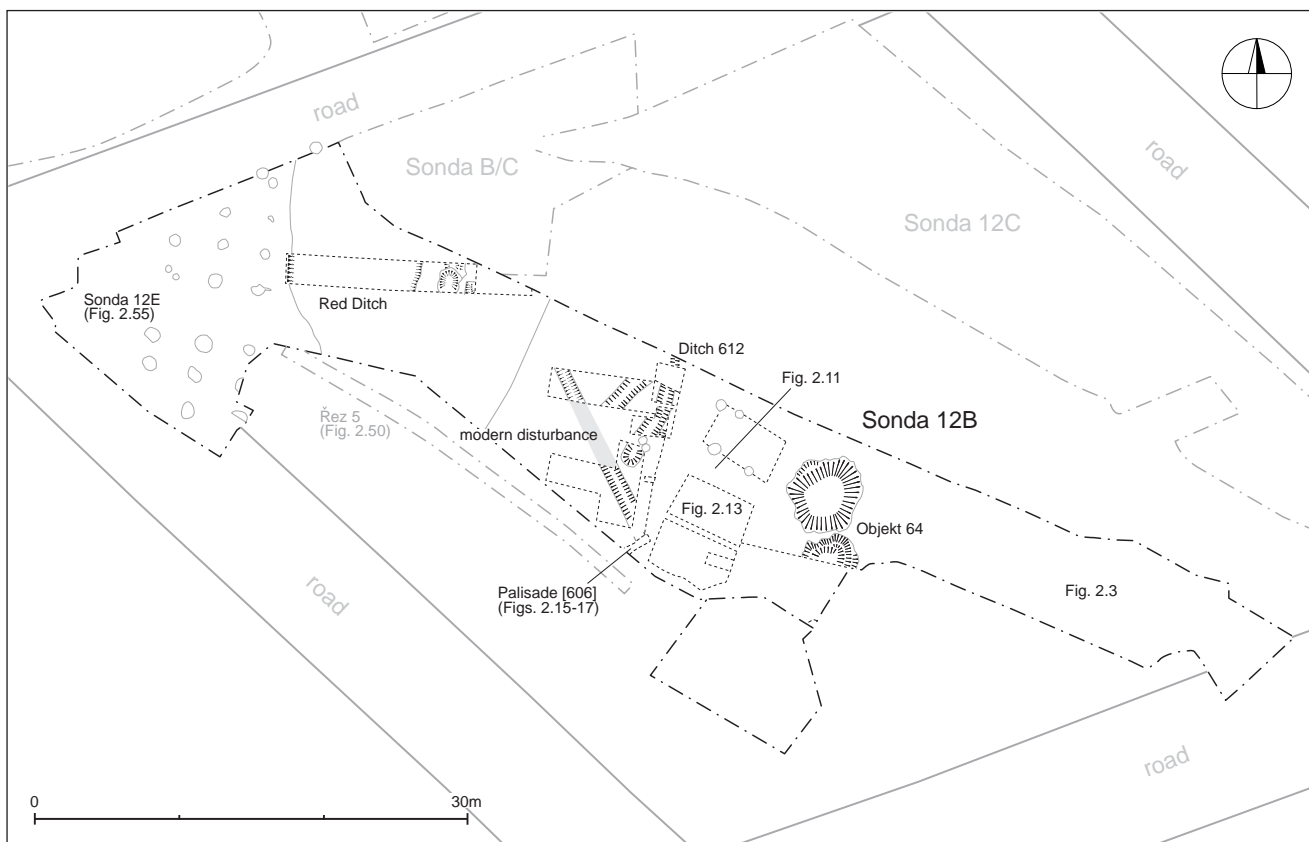 road
Sonda B/C
road
Sonda 12C
Sonda 12E
(Fig. 2.55)
Red Ditch
Ditch 612
Fig. 2.11
Řez 5
(Fig. 2.50)
modern disturbance
Sonda 12B
Fig. 2.13
Objekt 64
road
Palisade [606]
(Figs. 2.15-17)
Fig. 2.3
road
0
30m